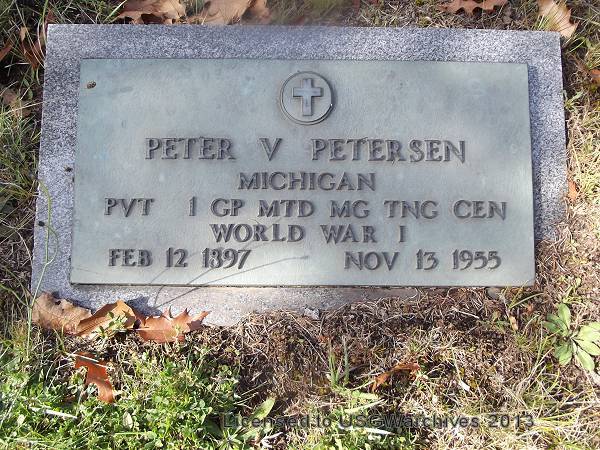 PETER V PETERSEN
MICHIGAN
PVT 1 GP MTD MG TNG CEN
WORLD WAR I
FEB 12 1897 NOV 13 1955
Licensed to USGWarchives 2013